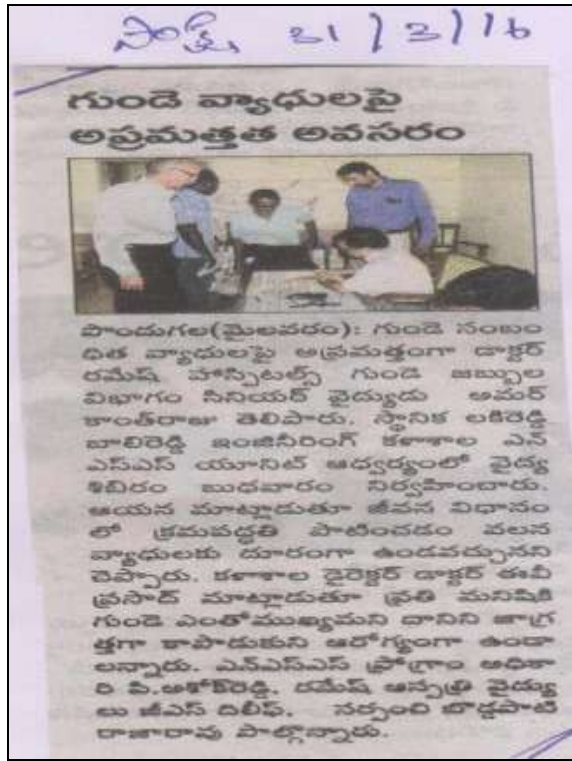 సాక్షి 31/3/16
గుండె వ్యాధులపై
అప్రమత్తత అవసరం
పొందుగల(మైలవరం): గుండె సంబం
ధిత వ్యాధులపై అప్రమత్తంగా డాక్టర్
రమేష్ హాస్పిటల్స్ గుండె జబ్బుల
విభాగం సీనియర్ వైద్యుడు అమర్
కాంత్‌రాజు తెలిపారు. స్థానిక లకిరెడ్డి
బాలిరెడ్డి ఇంజినీరింగ్ కళాశాల ఎన్
ఎస్ఎస్ యూనిట్ ఆధ్వర్యంలో వైద్య
శిబిరం బుధవారం నిర్వహించారు.
ఆయన మాట్లాడుతూ జీవన విధానం
లో క్రమపద్ధతి పాటించడం వలన
వ్యాధులకు దూరంగా ఉండవచ్చునని
చెప్పారు. కళాశాల డైరెక్టర్ డాక్టర్ ఈవీ
ప్రసాద్ మాట్లాడుతూ ప్రతి మనిషికి
గుండె ఎంతోముఖ్యమని దానిని జాగ్ర
త్తగా కాపాడుకుని ఆరోగ్యంగా ఉండా
లన్నారు. ఎన్ఎస్ఎస్ ప్రోగ్రాం అధికా
రి పి.అశోక్‌రెడ్డి, రమేష్ ఆస్పత్రి వైద్యు
లు జీఎస్ దిలీప్, సర్పంచి బొడ్డపాటి
రాజారావు పాల్గొన్నారు.